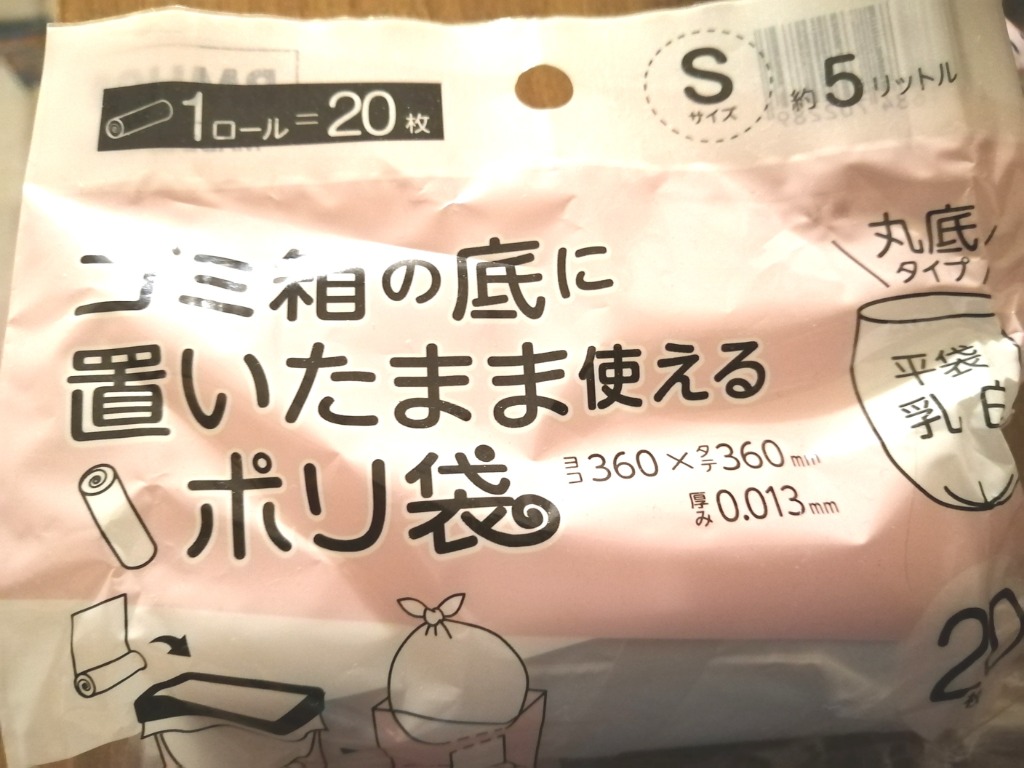 1ロール=20枚
S
サイズ
約5リットル
ゴミ箱の底に
置いたまま使える
ポリ袋
ヨコ360×タテ360mm
厚み0.013mm
丸底
タイプ
平袋
乳白
20